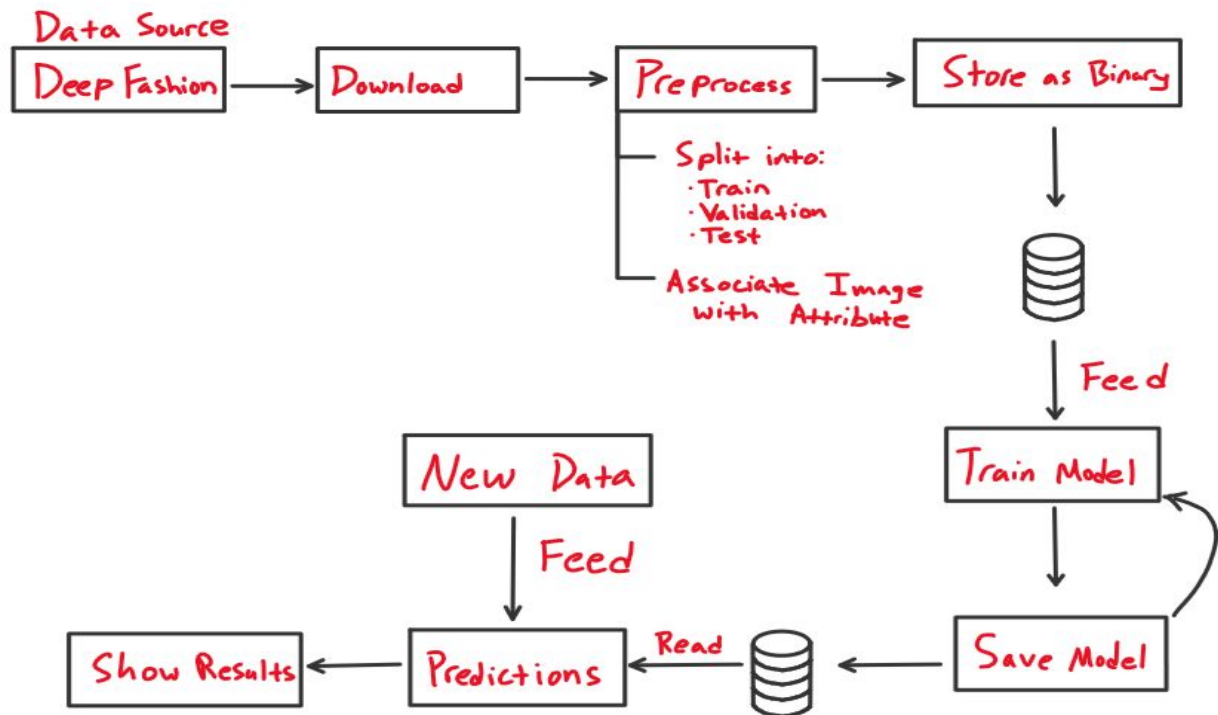 Data Source
Deep Fashion
Download
Preprocess
Store as Binary
Split into:
· Train
· Validation
· Test
Associate Image
with Attribute
Feed
Train Model
Save Model
Read
New Data
Feed
Predictions
Show Results